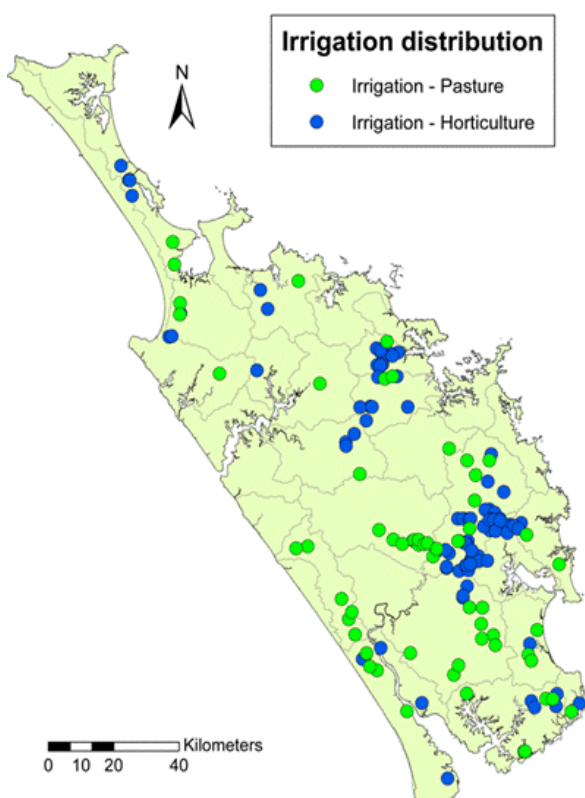 Irrigation distribution
Irrigation - Pasture
Irrigation - Horticulture
N
Kilometers
0 10 20 40